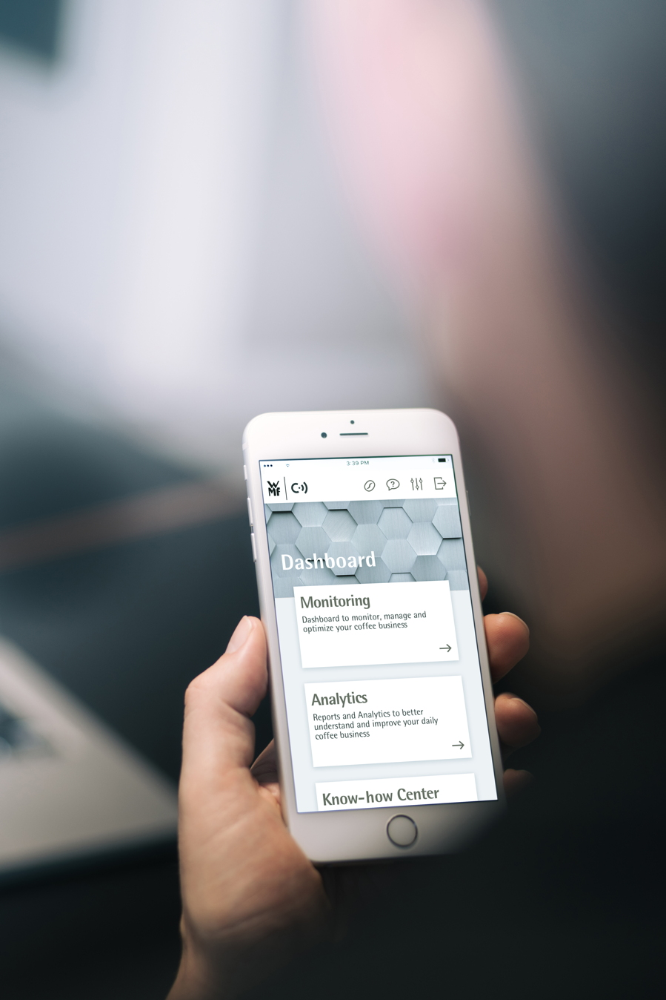 3:39 PM
WMF
Dashboard
Monitoring
Dashboard to monitor, manage and
optimize your coffee business
Analytics
Reports and Analytics to better
understand and improve your daily
coffee business
Know-how Center